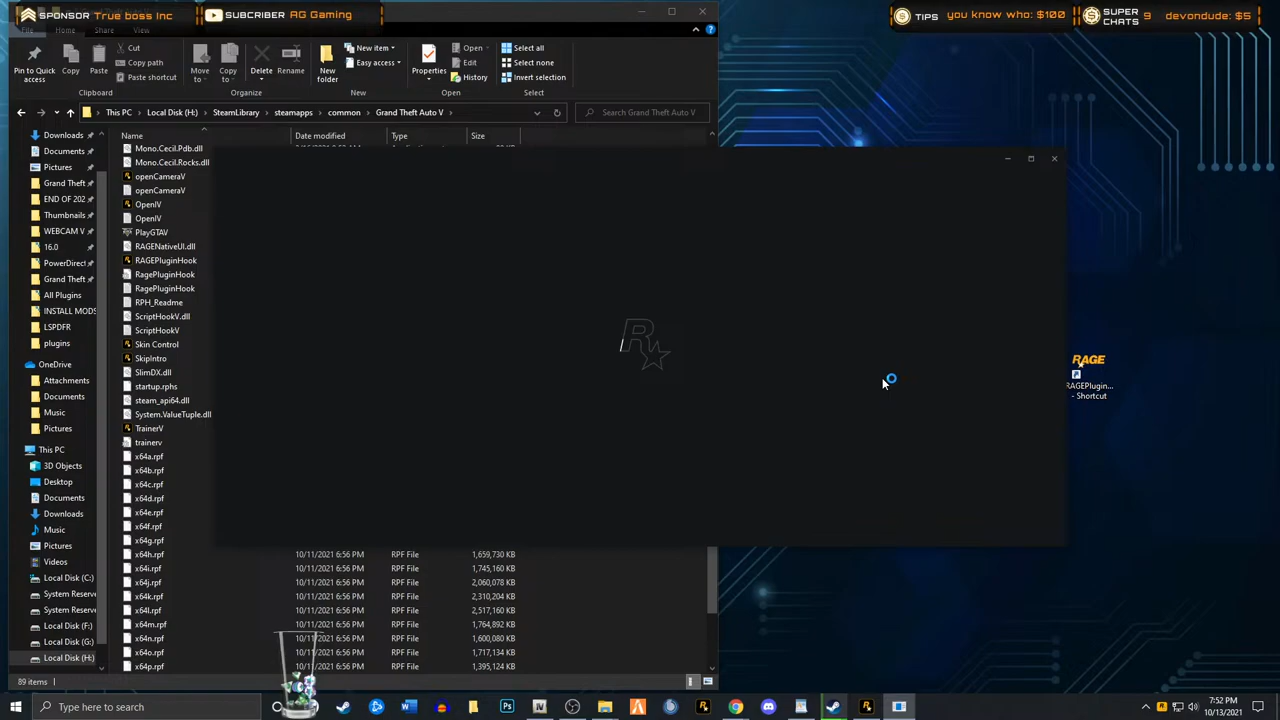 SPONSOR True boss Inc
SUBCRIBER AG Gaming
TIPS you know who: $100
SUPER CHATS 9 devondude: $5
File Home Share View
Pin to Quick access
Copy
Paste
Cut
Copy path
Paste shortcut
Clipboard
Move to
Copy to
Delete
Rename
Organize
New folder
New item
Easy access
New
Properties
Open
Edit
History
Open
Select all
Select none
Invert selection
Select
This PC > Local Disk (H:) > SteamLibrary > steamapps > common > Grand Theft Auto V >
Search Grand Theft Auto V
Name Date modified Type Size
Downloads
Documents
Pictures
Grand Theft
END OF 202
Thumbnails
WEBCAM V
16.0
PowerDirect
Grand Theft
All Plugins
INSTALL MODS
LSPDFR
plugins
OneDrive
Attachments
Documents
Music
Pictures
This PC
3D Objects
Desktop
Documents
Downloads
Music
Pictures
Videos
Local Disk (C:)
System Reserve
System Reserve
Local Disk (F:)
Local Disk (G:)
Local Disk (H:)
Mono.Cecil.Pdb.dll
Mono.Cecil.Rocks.dll
openCameraV
openCameraV
OpenIV
OpenIV
PlayGTAV
RAGENativeUI.dll
RAGEPluginHook
RagePluginHook
RagePluginHook
RPH_Readme
ScriptHookV.dll
ScriptHookV
Skin Control
SkipIntro
SlimDX.dll
startup.rphs
steam_api64.dll
System.ValueTuple.dll
TrainerV
trainerv
x64a.rpf
x64b.rpf
x64c.rpf
x64d.rpf
x64e.rpf
x64f.rpf
x64g.rpf
x64h.rpf 10/11/2021 6:56 PM RPF File 1,659,730 KB
x64i.rpf 10/11/2021 6:56 PM RPF File 1,745,160 KB
x64j.rpf 10/11/2021 6:56 PM RPF File 2,060,078 KB
x64k.rpf 10/11/2021 6:56 PM RPF File 2,310,204 KB
x64l.rpf 10/11/2021 6:56 PM RPF File 2,517,160 KB
x64m.rpf 10/11/2021 6:56 PM RPF File 1,764,892 KB
x64n.rpf 10/11/2021 6:56 PM RPF File 1,600,080 KB
x64o.rpf 10/11/2021 6:56 PM RPF File 1,717,134 KB
x64p.rpf 10/11/2021 6:56 PM RPF File 1,395,124 KB
89 items
R
RAGE
RAGEPlugin...
- Shortcut
Type here to search
7:52 PM
10/13/2021